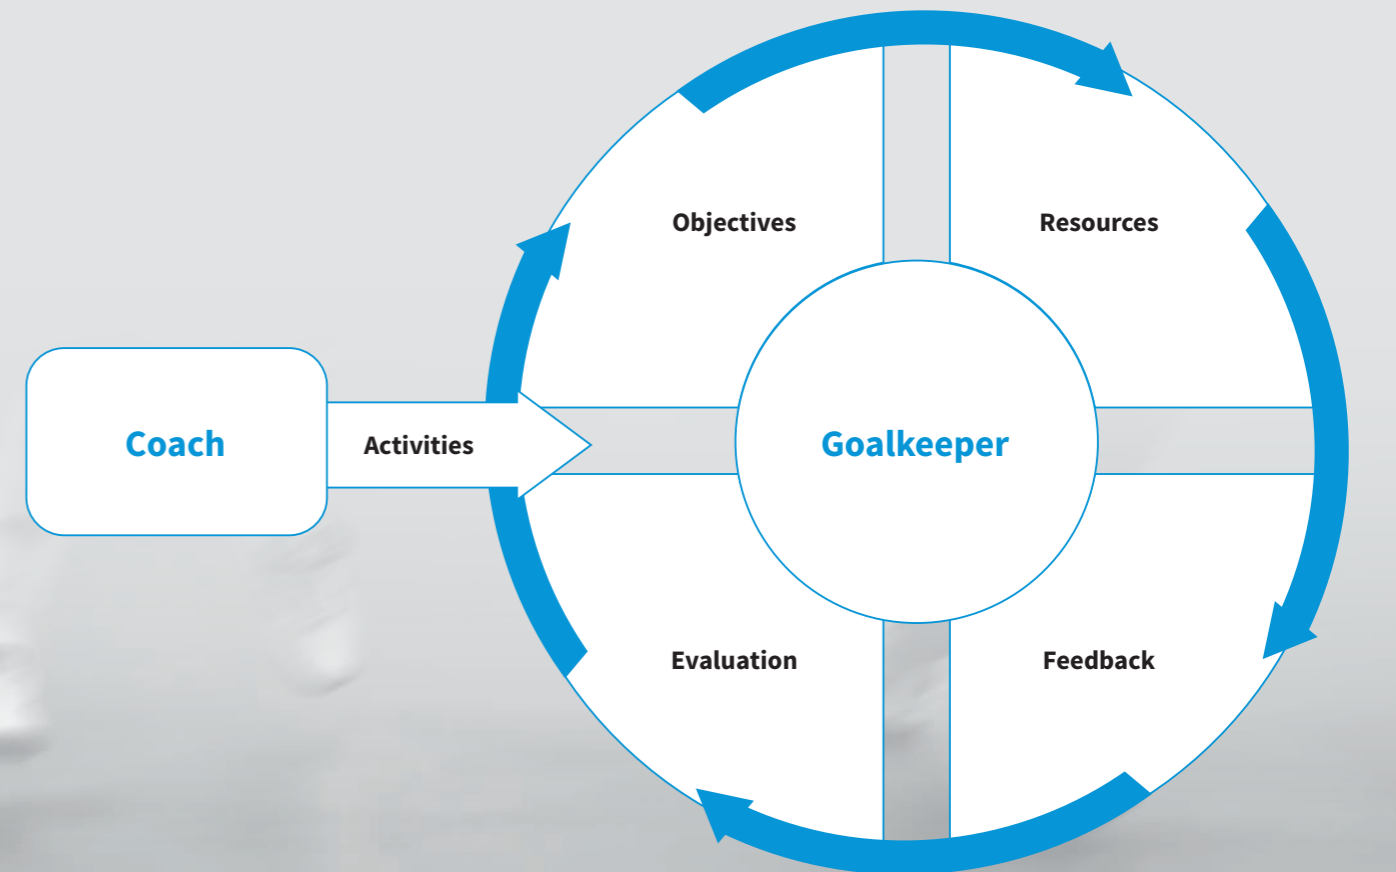 Objectives
Resources
Coach
Activities
Goalkeeper
Evaluation
Feedback